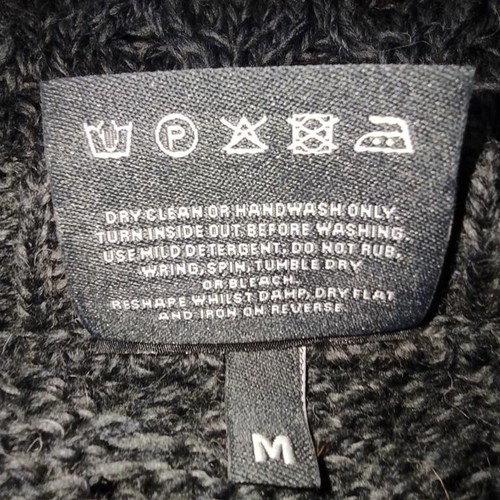 P
DRY CLEAN OR HANDWASH ONLY.
TURN INSIDE OUT BEFORE WASHING.
USE MILD DETERGENT; DO NOT RUB,
WRING, SPIN, TUMBLE DRY
OR BLEACH.
RESHAPE WHILST DAMP, DRY FLAT
AND IRON ON REVERSE.
M